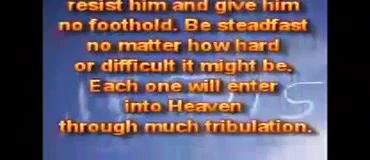 resist him and give him
no foothold. Be steadfast
no matter how hard
or difficult it might be.
Each one will enter
into Heaven
through much tribulation.